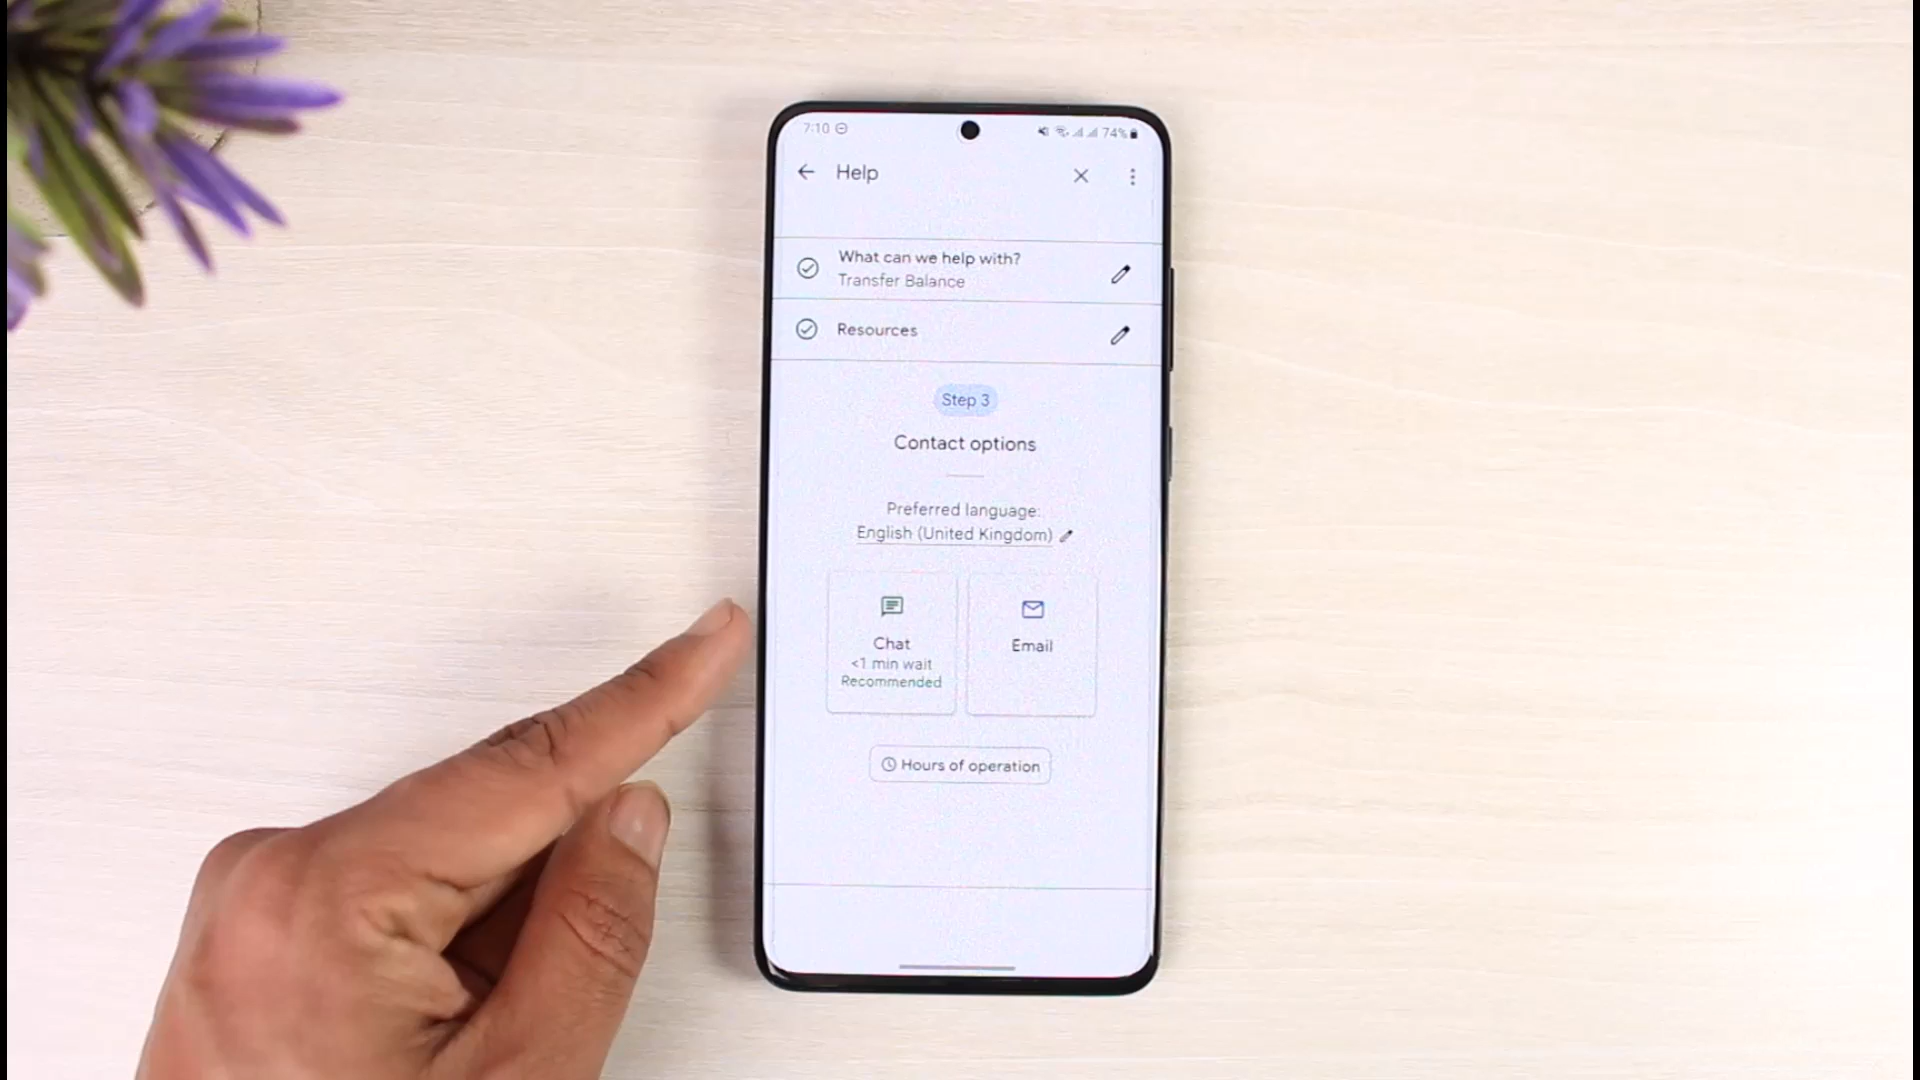 7:10
74%
Help
What can we help with?
Transfer Balance
Resources
Step 3
Contact options
Preferred language:
English (United Kingdom)
Chat
<1 min wait
Recommended
Email
Hours of operation